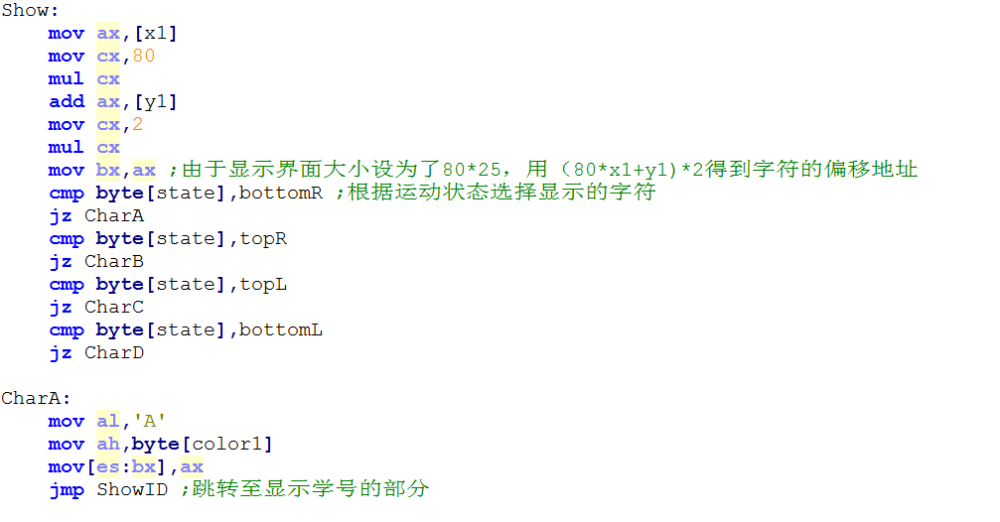 Show:
    mov ax,[x1]
    mov cx,80
    mul cx
    add ax,[y1]
    mov cx,2
    mul cx
    mov bx,ax ;由于显示界面大小设为了80*25，用（80*x1+y1)*2得到字符的偏移地址
    cmp byte[state],bottomR ;根据运动状态选择显示的字符
    jz CharA
    cmp byte[state],topR
    jz CharB
    cmp byte[state],topL
    jz CharC
    cmp byte[state],bottomL
    jz CharD

CharA:
    mov al,'A'
    mov ah,byte[color1]
    mov[es:bx],ax
    jmp ShowID ;跳转至显示学号的部分